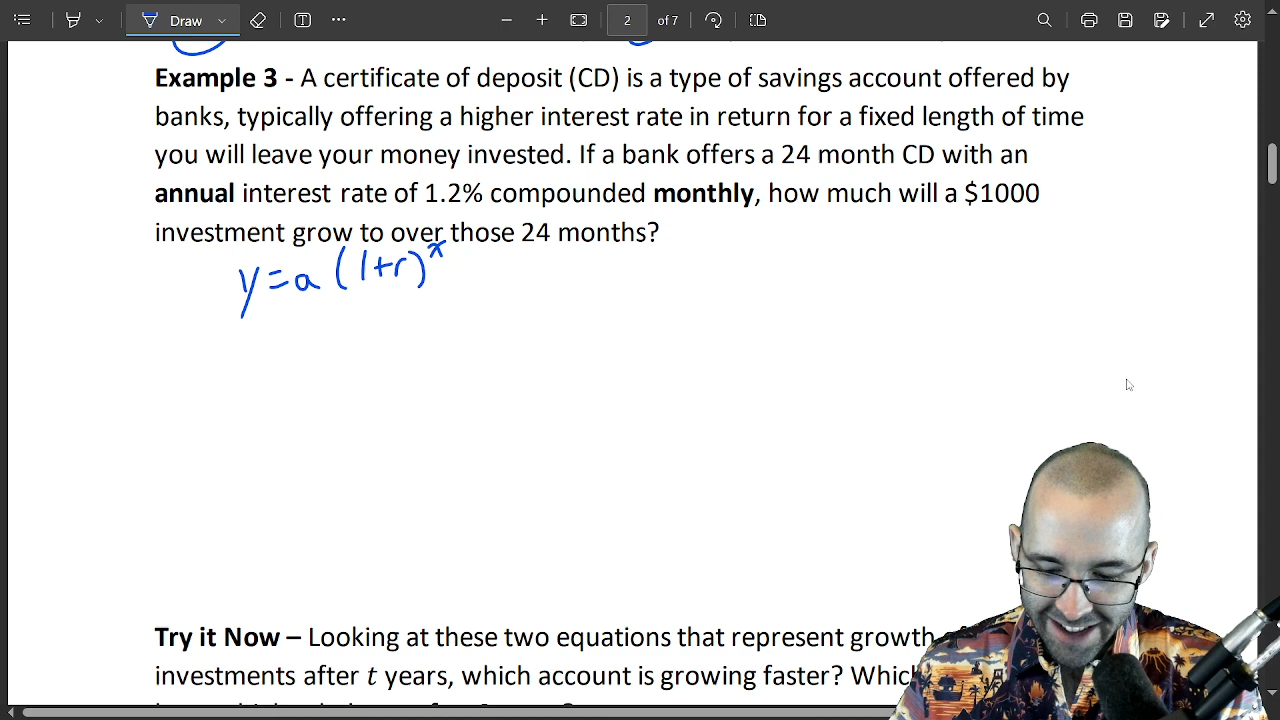 Draw
2 of 7
Example 3 - A certificate of deposit (CD) is a type of savings account offered by
banks, typically offering a higher interest rate in return for a fixed length of time
you will leave your money invested. If a bank offers a 24 month CD with an
annual interest rate of 1.2% compounded monthly, how much will a $1000
investment grow to over those 24 months?
y=a(1+r)^x
Try it Now – Looking at these two equations that represent growth
investments after t years, which account is growing faster?